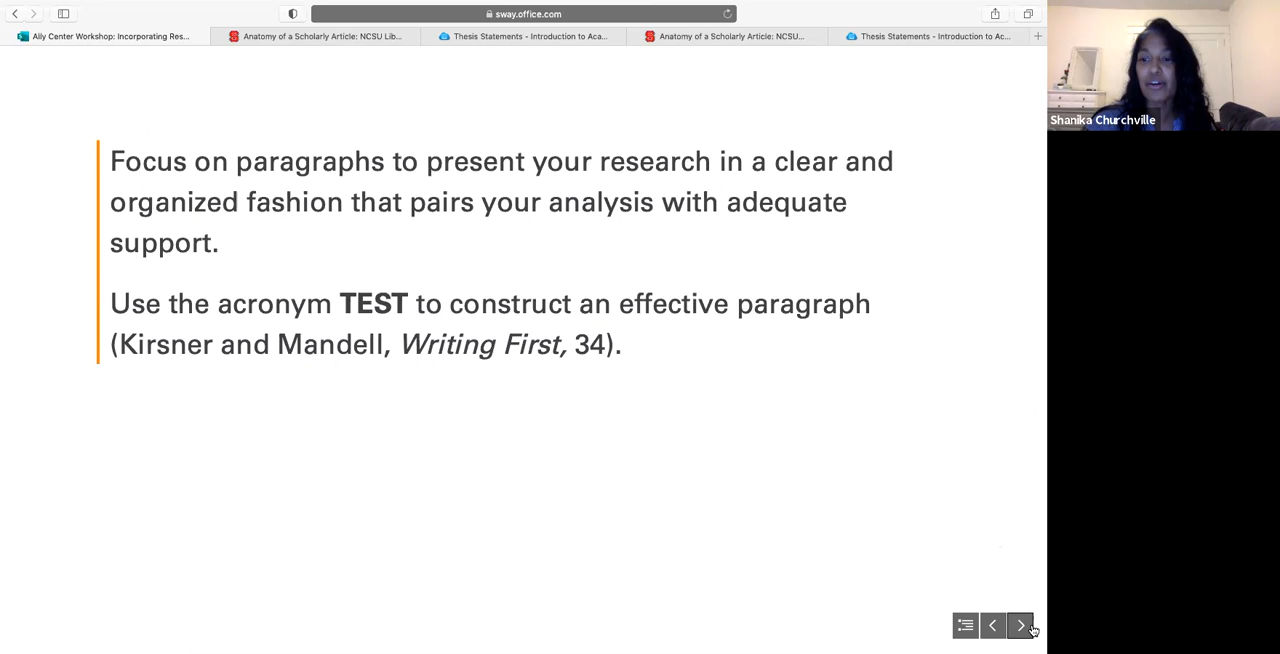 sway.office.com
Ally Center Workshop: Incorporating Res...
Anatomy of a Scholarly Article: NCSU Lib...
Thesis Statements - Introduction to Aca...
Anatomy of a Scholarly Article: NCSU...
Thesis Statements - Introduction to Ac...
Shanika Churchville
Focus on paragraphs to present your research in a clear and
organized fashion that pairs your analysis with adequate
support.
Use the acronym TEST to construct an effective paragraph
(Kirsner and Mandell, Writing First, 34).